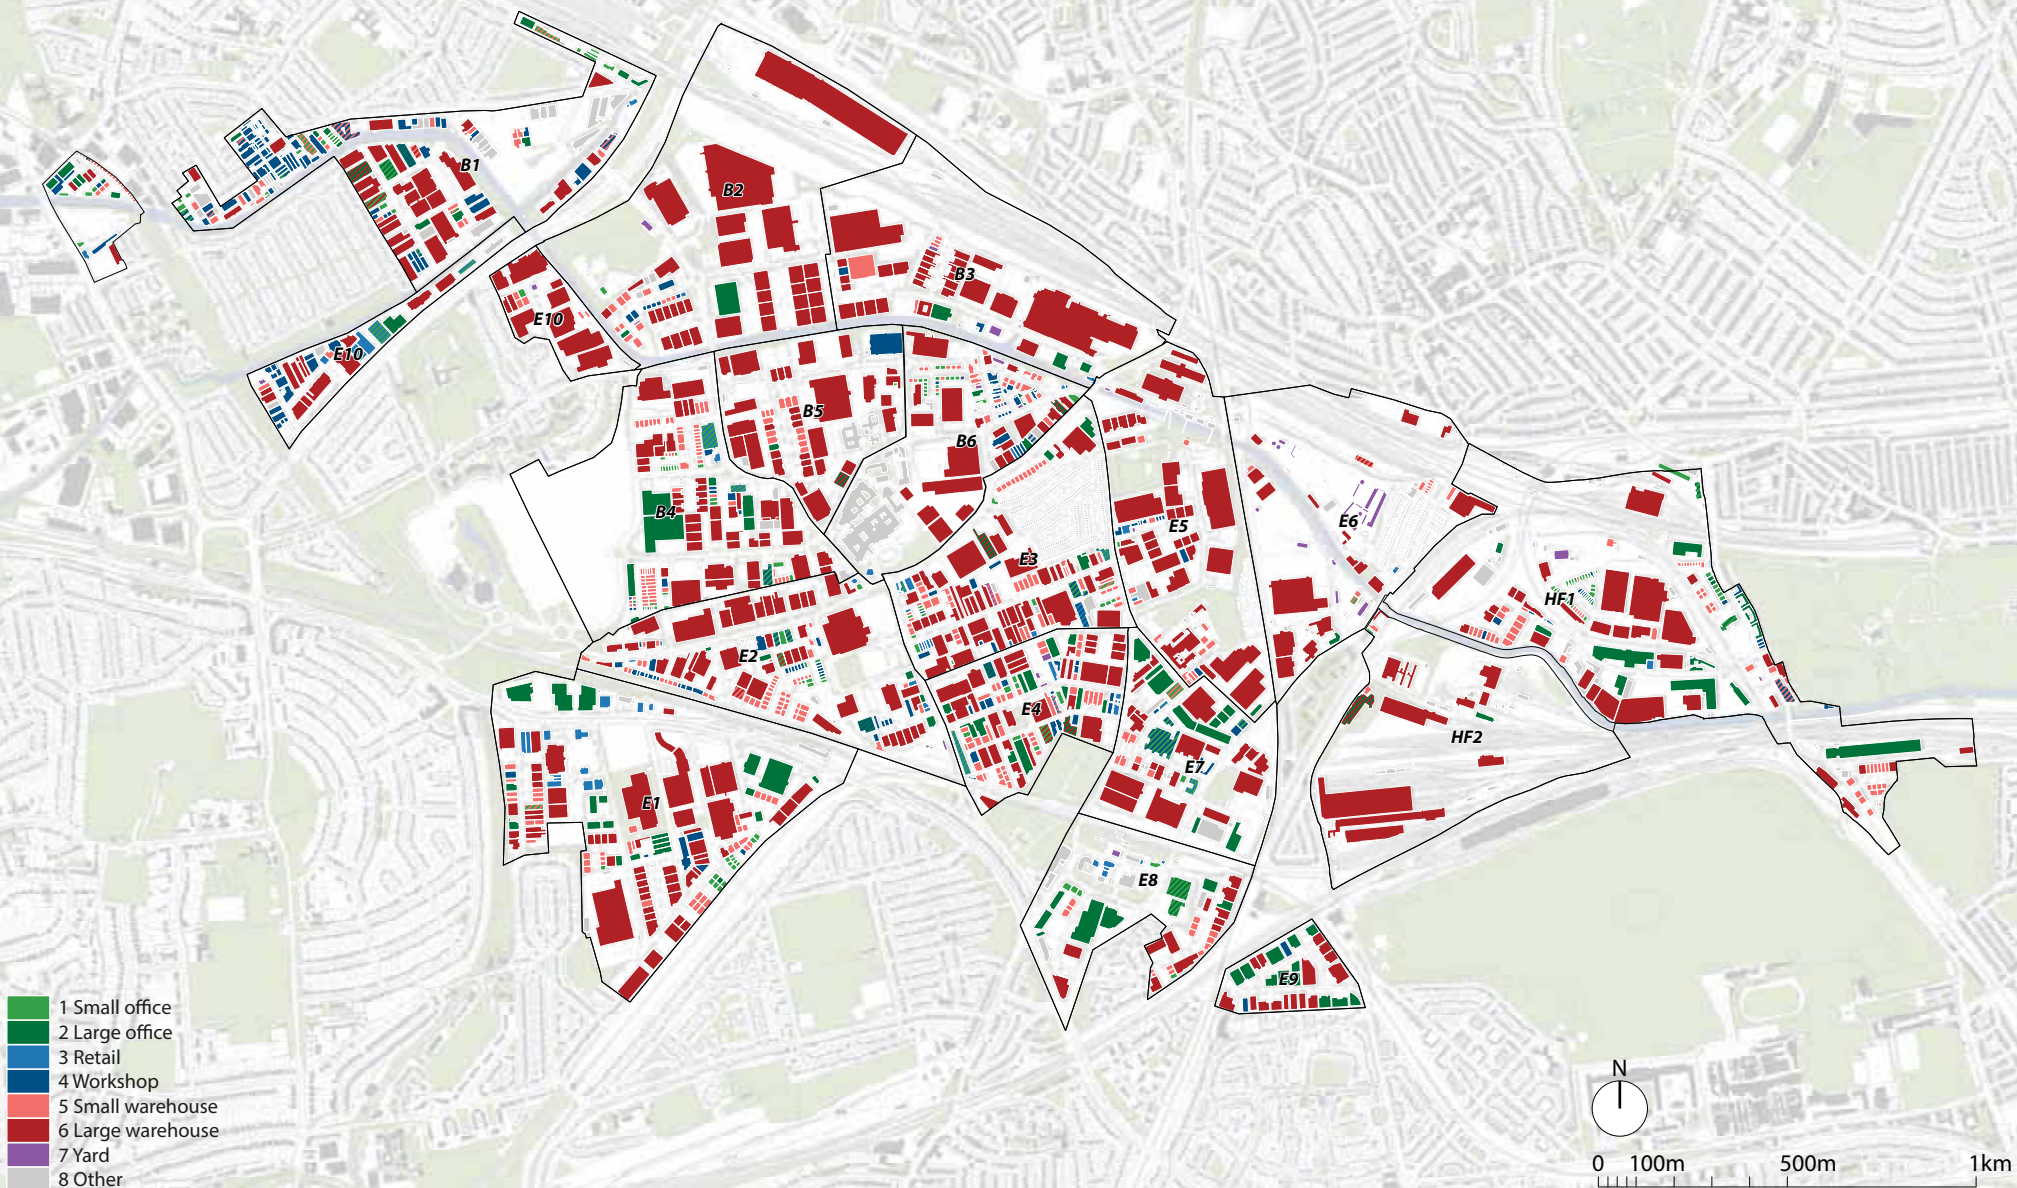 B1
B2
B3
E10
E10
B5
B6
B4
E5
E6
E3
HF1
E2
E4
HF2
E7
E1
E8
E9
1 Small office
2 Large office
3 Retail
4 Workshop
5 Small warehouse
6 Large warehouse
7 Yard
8 Other
N
0 100m 500m 1km